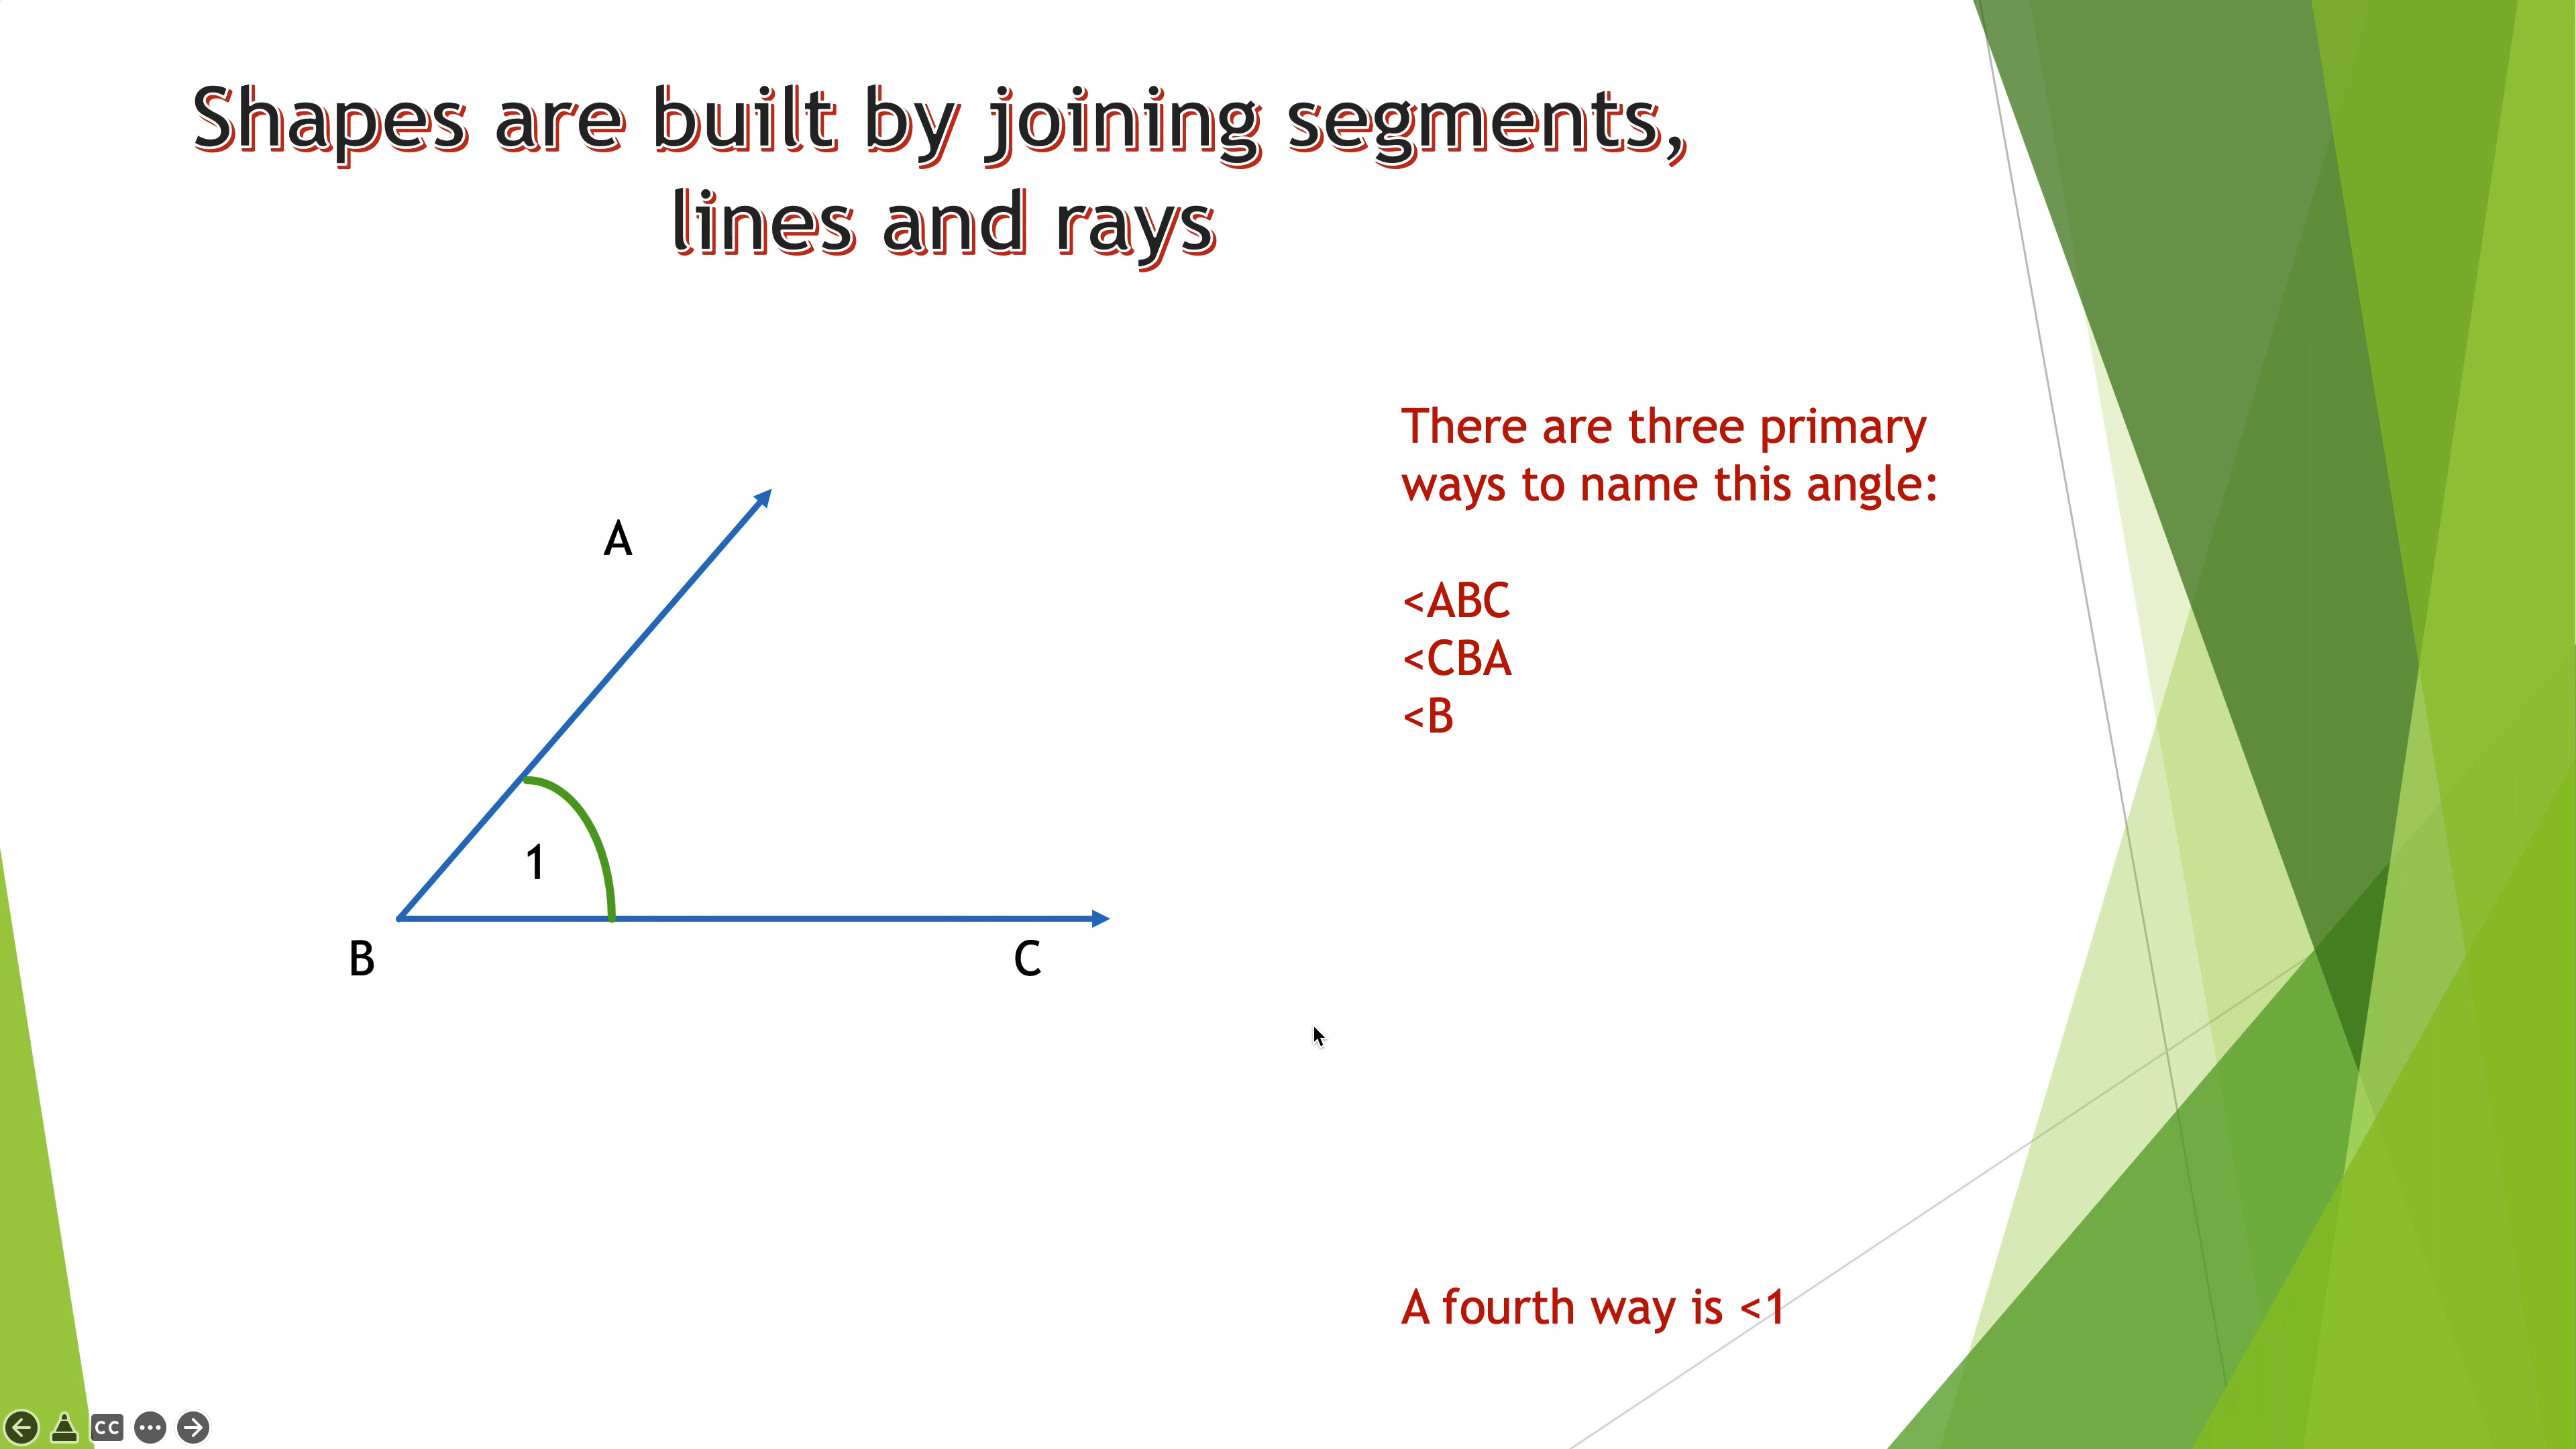 Shapes are built by joining segments,
lines and rays
There are three primary
ways to name this angle:
<ABC
<CBA
<B
A
1
B
C
A fourth way is <1
CC